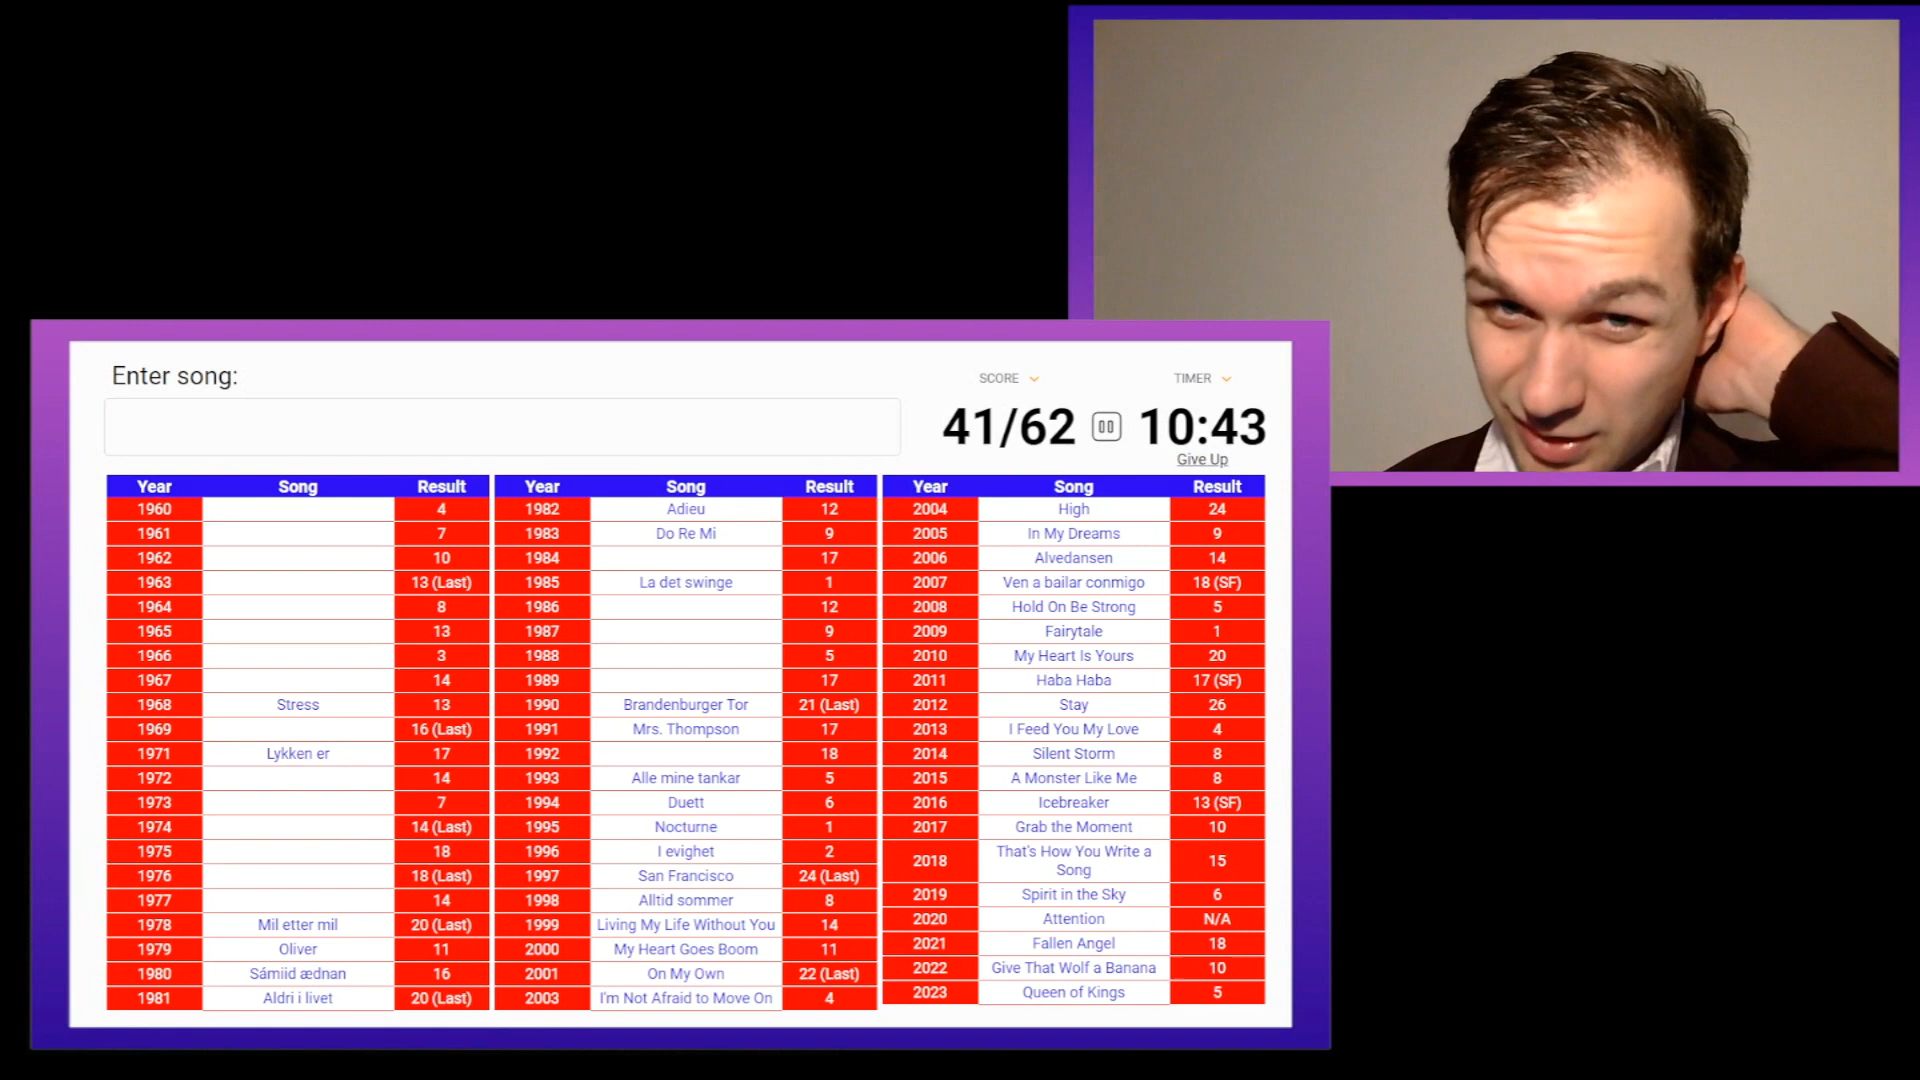 Enter song:
SCORE
TIMER
41/62
10:43
Give Up
Year Song Result
1960 4
1961 7
1962 10
1963 13 (Last)
1964 8
1965 13
1966 3
1967 14
1968 Stress 13
1969 16 (Last)
1971 Lykken er 17
1972 14
1973 7
1974 14 (Last)
1975 18
1976 18 (Last)
1977 14
1978 Mil etter mil 20 (Last)
1979 Oliver 11
1980 Sámiid ædnan 16
1981 Aldri i livet 20 (Last)
Year Song Result
1982 Adieu 12
1983 Do Re Mi 9
1984 17
1985 La det swinge 1
1986 12
1987 9
1988 5
1989 17
1990 Brandenburger Tor 21 (Last)
1991 Mrs. Thompson 17
1992 18
1993 Alle mine tankar 5
1994 Duett 6
1995 Nocturne 1
1996 I evighet 2
1997 San Francisco 24 (Last)
1998 Alltid sommer 8
1999 Living My Life Without You 14
2000 My Heart Goes Boom 11
2001 On My Own 22 (Last)
2003 I'm Not Afraid to Move On 4
Year Song Result
2004 High 24
2005 In My Dreams 9
2006 Alvedansen 14
2007 Ven a bailar conmigo 18 (SF)
2008 Hold On Be Strong 5
2009 Fairytale 1
2010 My Heart Is Yours 20
2011 Haba Haba 17 (SF)
2012 Stay 26
2013 I Feed You My Love 4
2014 Silent Storm 8
2015 A Monster Like Me 8
2016 Icebreaker 13 (SF)
2017 Grab the Moment 10
2018 That's How You Write a
Song 15
2019 Spirit in the Sky 6
2020 Attention N/A
2021 Fallen Angel 18
2022 Give That Wolf a Banana 10
2023 Queen of Kings 5